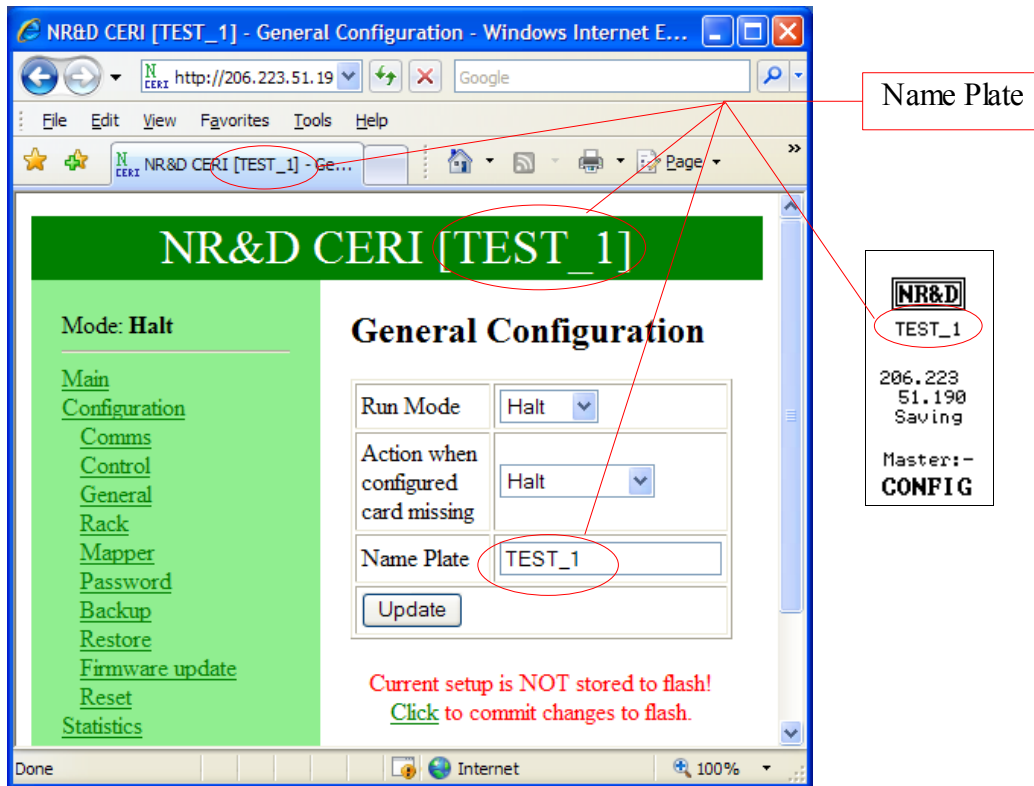 NR&D CERI [TEST_1] - General Configuration - Windows Internet E...
N CERI http://206.223.51.19
Google
File Edit View Favorites Tools Help
N CERI NR&D CERI [TEST_1] - Ge...
Page
»
Name Plate
NR&D CERI [TEST_1]
Mode: Halt
Main
Configuration
Comms
Control
General
Rack
Mapper
Password
Backup
Restore
Firmware update
Reset
Statistics
General Configuration
Run Mode Halt
Action when
configured
card missing
Halt
Name Plate TEST_1
Update
Current setup is NOT stored to flash!
Click to commit changes to flash.
Done
Internet
100%
NR&D
TEST_1
206.223
51.190
Saving
Master:-
CONFIG